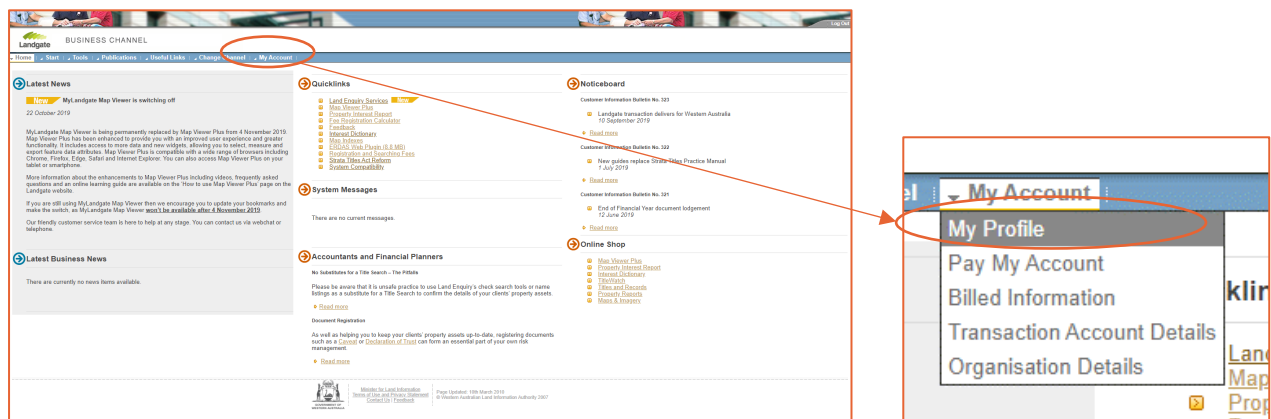 Log Out
Landgate
BUSINESS CHANNEL
Home Start Tools Publications Useful Links Change Channel My Account
Latest News
New MyLandgate Map Viewer is switching off
22 October 2019
MyLandgate Map Viewer is being permanently replaced by Map Viewer Plus from 4 November 2019.
Map Viewer Plus has been enhanced to provide you with an improved user experience and greater
functionality. It includes access to more data and new widgets, allowing you to select, measure and
export feature data attributes. Map Viewer Plus is compatible with a wide range of browsers including
Chrome, Firefox, Edge, Safari and Internet Explorer. You can also access Map Viewer Plus on your
tablet or smartphone.
More information about the enhancements to Map Viewer Plus including videos, frequently asked
questions and an online learning guide are available on the 'How to use Map Viewer Plus' page on the
Landgate website.
If you are still using MyLandgate Map Viewer then we encourage you to update your bookmarks and
make the switch, as MyLandgate Map Viewer won't be available after 4 November 2019.
Our friendly customer service team is here to help at any stage. You can contact us via webchat or
telephone.
Latest Business News
There are currently no news items available.
Quicklinks
Land Enquiry Services New
Map Viewer Plus
Property Interest Report
Fee Registration Calculator
Feedback
Interest Dictionary
Map Indexes
ERDAS Web Plugin (8.8 MB)
Registration and Searching Fees
Strata Titles Act Reform
System Compatibility
System Messages
There are no current messages.
Accountants and Financial Planners
No Substitutes for a Title Search – The Pitfalls
Please be aware that it is unsafe practice to use Land Enquiry's check search tools or name
listings as a substitute for a Title Search to confirm the details of your clients' property assets.
Read more
Document Registration
As well as helping you to keep your clients' property assets up-to-date, registering documents
such as a Caveat or Declaration of Trust can form an essential part of your own risk
management.
Read more
Noticeboard
Customer Information Bulletin No. 323
Landgate transaction delivers for Western Australia
10 September 2019
Read more
Customer Information Bulletin No. 322
New guides replace Strata Titles Practice Manual
1 July 2019
Read more
Customer Information Bulletin No. 321
End of Financial Year document lodgement
12 June 2019
Read more
Online Shop
Map Viewer Plus
Property Interest Report
Interest Dictionary
TitleWatch
Titles and Records
Property Reports
Maps & Imagery
GOVERNMENT OF
WESTERN AUSTRALIA
Minister for Land Information
Terms of Use and Privacy Statement
Contact Us | Feedback
Page Updated: 18th March 2010
© Western Australian Land Information Authority 2007
el My Account
My Profile
Pay My Account
Billed Information
Transaction Account Details
Organisation Details
klin
Lan
Map
Prop